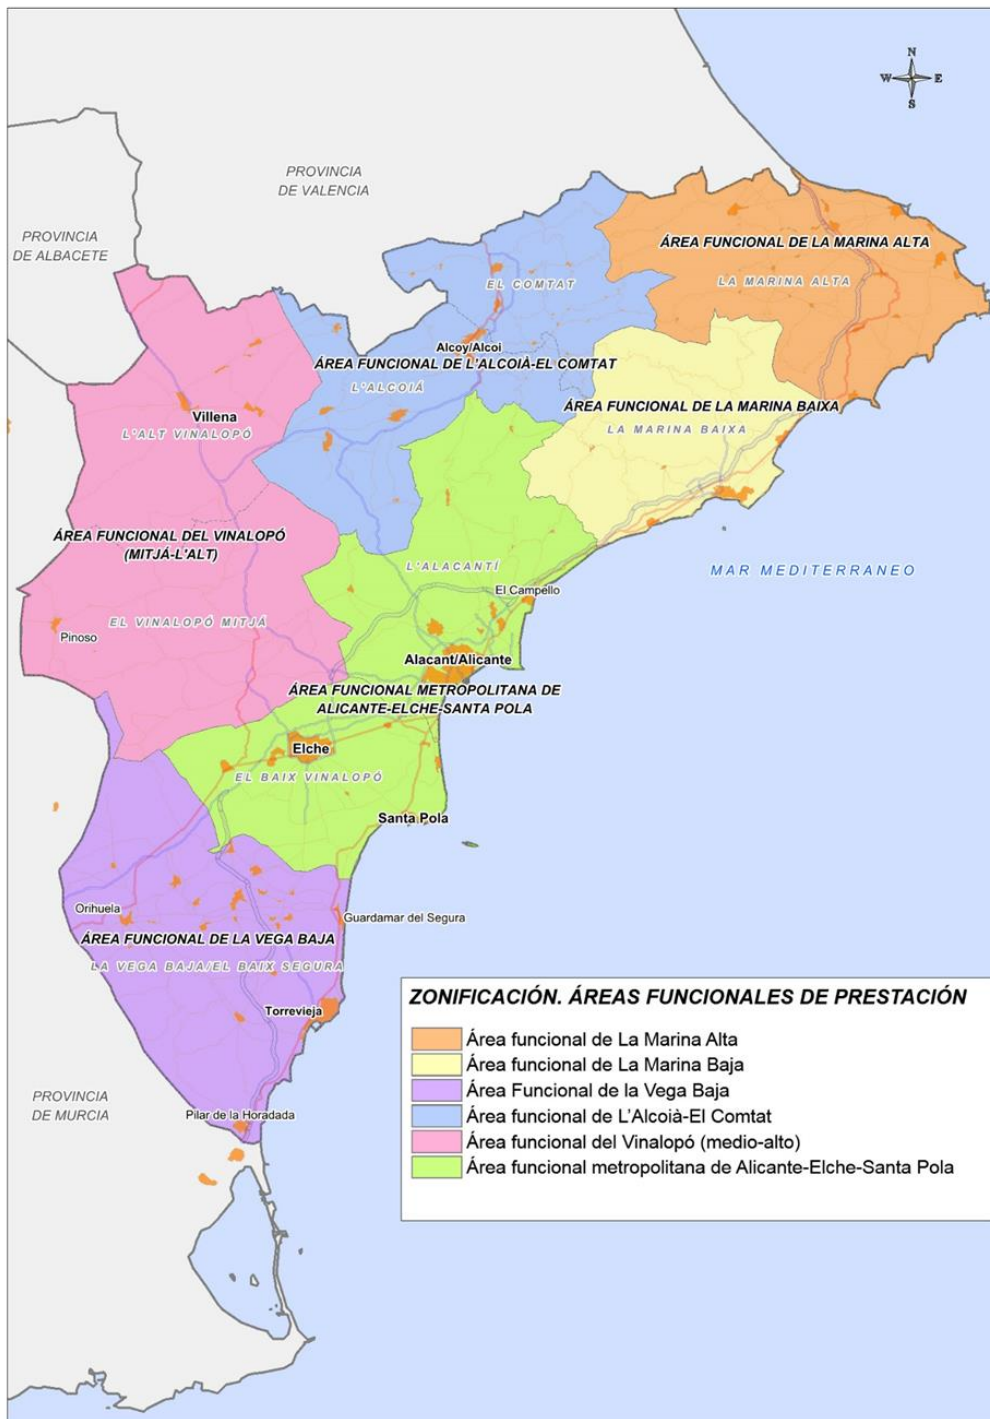 N
W E
S
PROVINCIA
DE VALENCIA
PROVINCIA
DE ALBACETE
ÁREA FUNCIONAL DE LA MARINA ALTA
LA MARINA ALTA
EL COMTAT
Alcoy/Alcoi
ÁREA FUNCIONAL DE L'ALCOIÀ-EL COMTAT
L'ALCOIÁ
ÁREA FUNCIONAL DE LA MARINA BAIXA
LA MARINA BAIXA
Villena
L'ALT VINALOPÓ
ÁREA FUNCIONAL DEL VINALOPÓ
(MITJÁ-L'ALT)
L'ALACANTÍ
MAR MEDITERRANEO
El Campello
EL VINALOPÓ MITJÁ
Pinoso
Alacant/Alicante
ÁREA FUNCIONAL METROPOLITANA DE
ALICANTE-ELCHE-SANTA POLA
Elche
EL BAIX VINALOPÓ
Santa Pola
Orihuela
Guardamar del Segura
ÁREA FUNCIONAL DE LA VEGA BAJA
LA VEGA BAJA/EL BAIX SEGURA
Torrevieja
PROVINCIA
DE MURCIA
Pilar de la Horadada
ZONIFICACIÓN. ÁREAS FUNCIONALES DE PRESTACIÓN
Área funcional de La Marina Alta
Área funcional de La Marina Baja
Área Funcional de la Vega Baja
Área funcional de L'Alcoià-El Comtat
Área funcional del Vinalopó (medio-alto)
Área funcional metropolitana de Alicante-Elche-Santa Pola